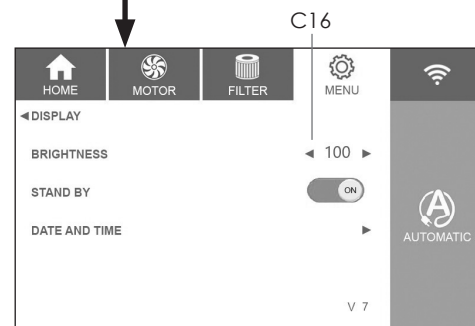 C16
HOME MOTOR FILTER MENU
◄DISPLAY
BRIGHTNESS ◄ 100 ►
STAND BY ON
DATE AND TIME ►
A
AUTOMATIC
V 7